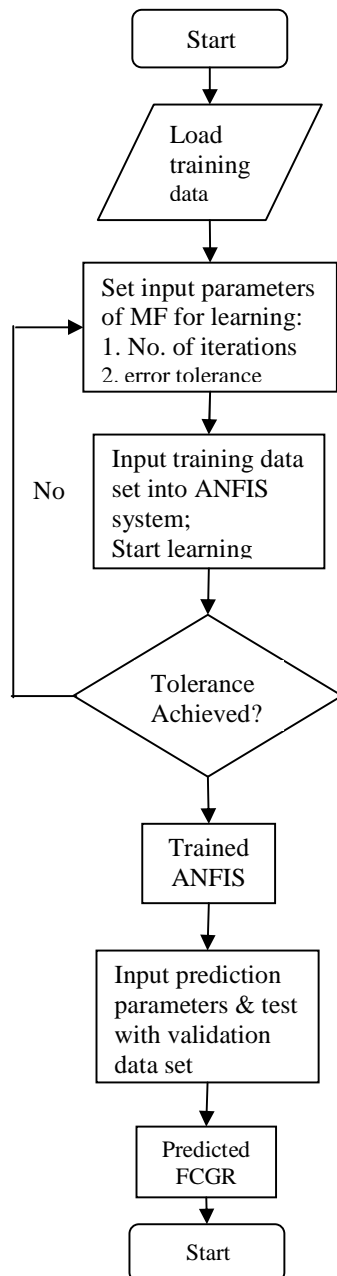 Start
Load
training
data
Set input parameters
of MF for learning:
1. No. of iterations
2. error tolerance
Input training data
set into ANFIS
system;
Start learning
No
Tolerance
Achieved?
Trained
ANFIS
Input prediction
parameters & test
with validation
data set
Predicted
FCGR
Start